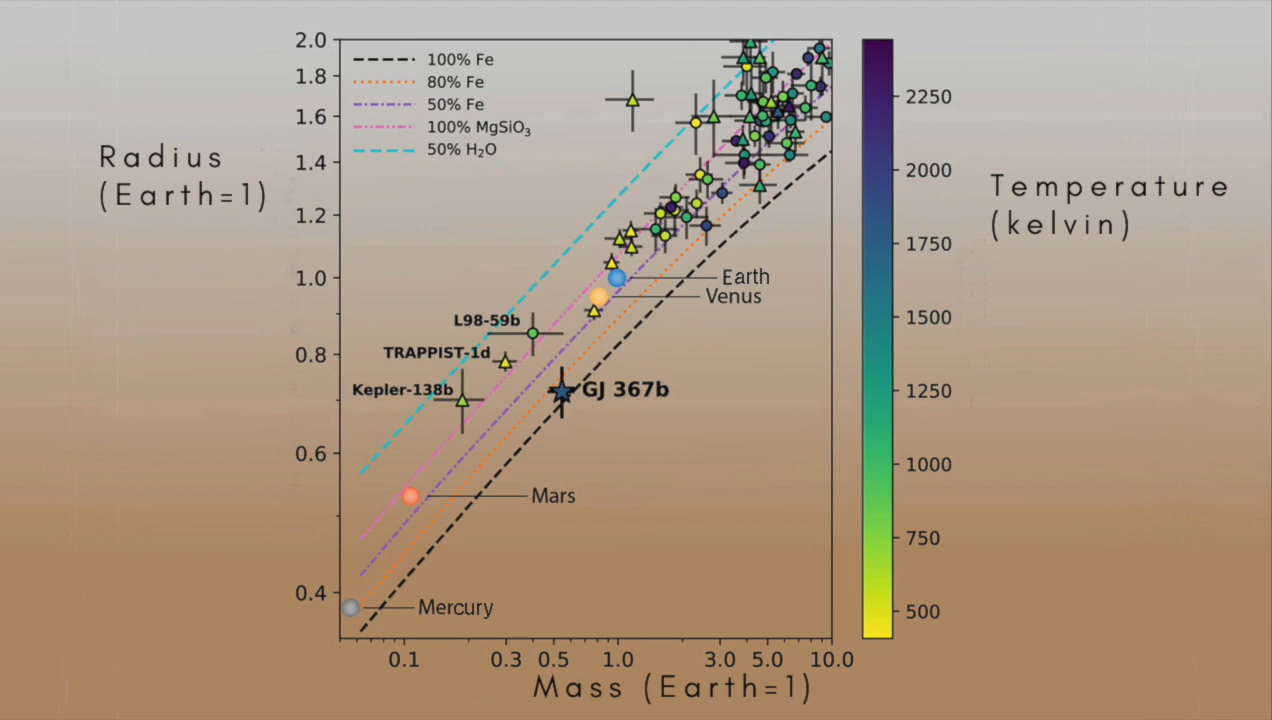 Radius
(Earth=1)
2.0
1.8
1.6
1.4
1.2
1.0
0.8
0.6
0.4
100% Fe
80% Fe
50% Fe
100% MgSiO₃
50% H₂O
Earth
Venus
L98-59b
TRAPPIST-1d
Kepler-138b
GJ 367b
Mars
Mercury
0.1 0.3 0.5 1.0 3.0 5.0 10.0
Mass (Earth=1)
2250
2000
1750
1500
1250
1000
750
500
Temperature
(kelvin)